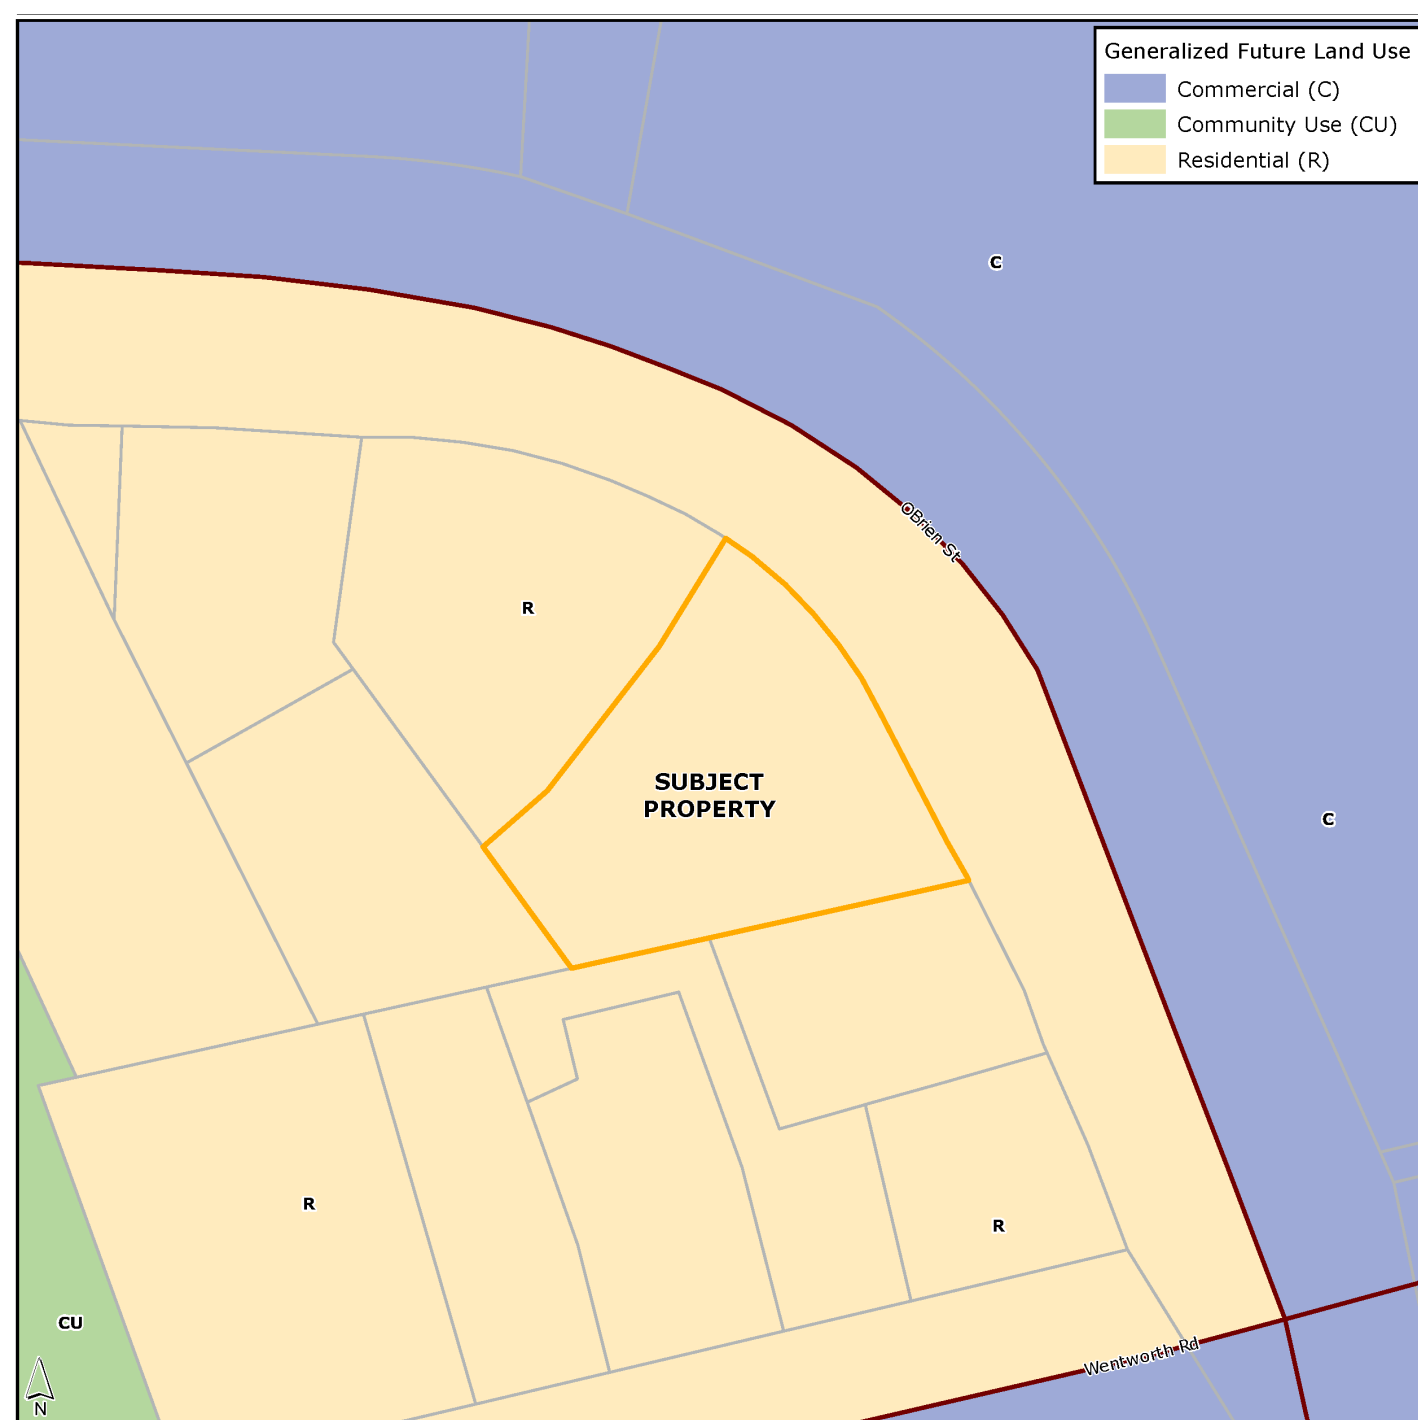 Generalized Future Land Use
Commercial (C)
Community Use (CU)
Residential (R)
C
OBrien St
R
SUBJECT
PROPERTY
C
R
R
CU
Wentworth Rd
N